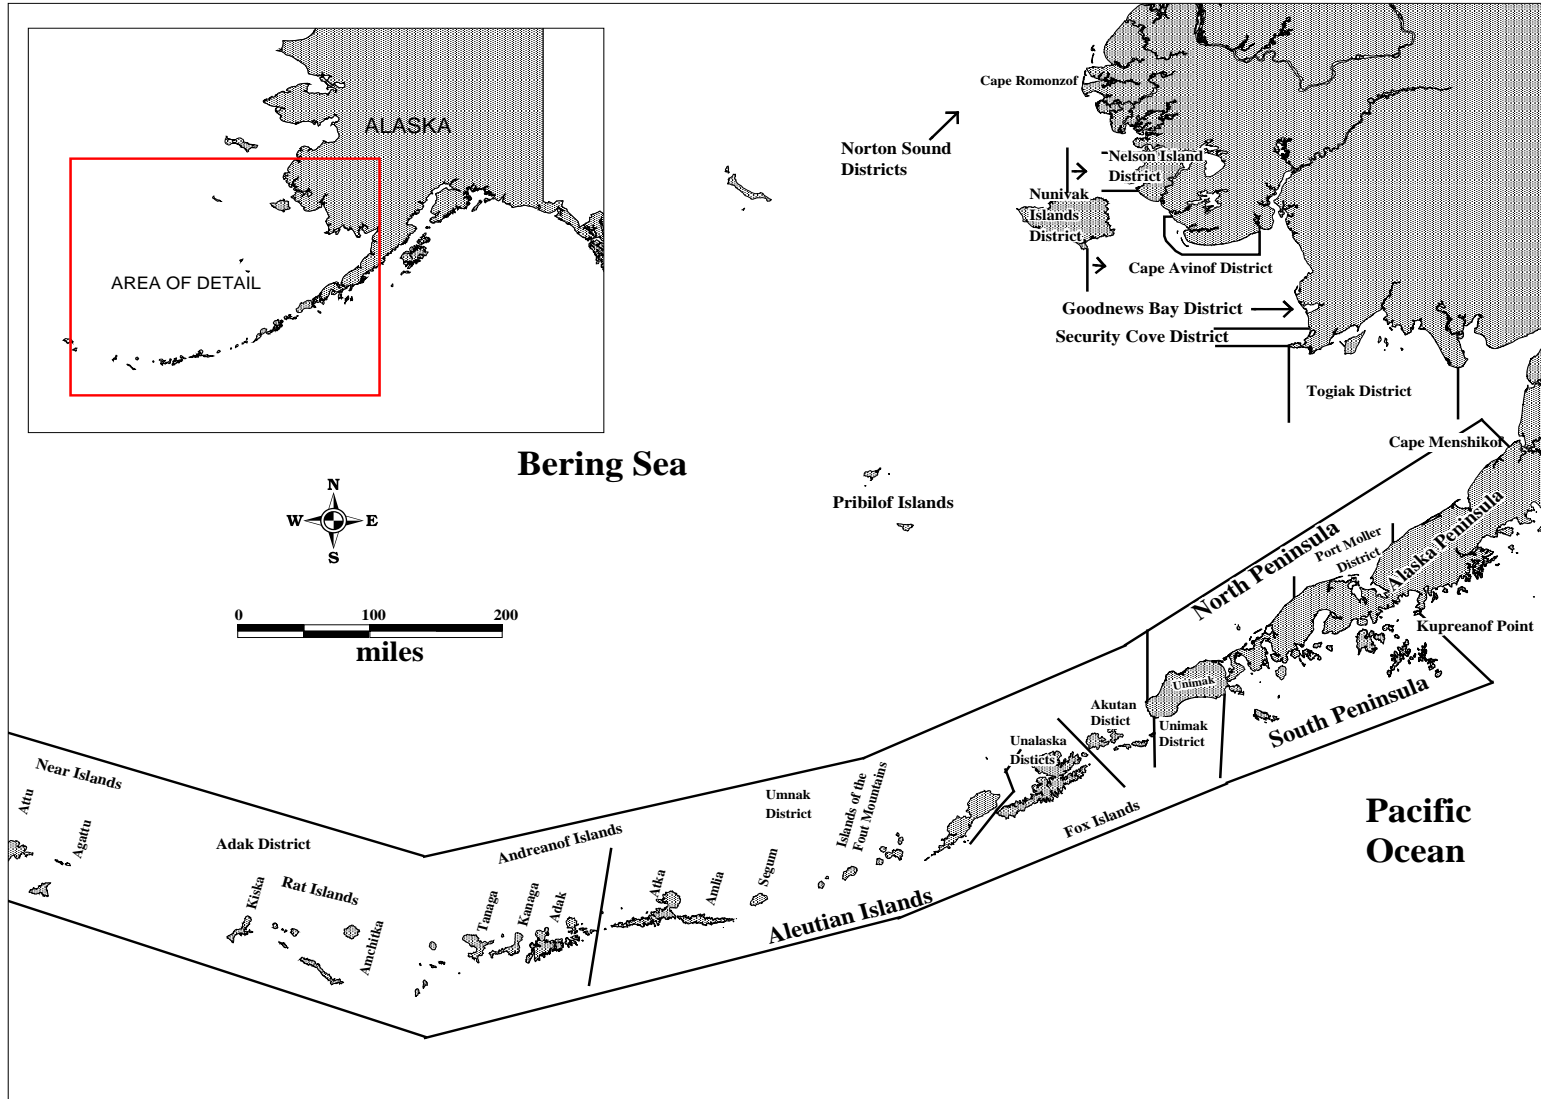 ALASKA
AREA OF DETAIL
Cape Romonzof
Norton Sound
Districts
Nelson Island
District
Nunivak
Islands
District
Cape Avinof District
Goodnews Bay District
Security Cove District
Togiak District
Cape Menshikof
Bering Sea
N
W
E
S
Pribilof Islands
0
100
200
miles
North Peninsula
Port Moller
District
Alaska Peninsula
Kupreanof Point
South Peninsula
Unimak
Akutan
Distict
Unimak
District
Unalaska
Disticts
Fox Islands
Pacific
Ocean
Near Islands
Attu
Agattu
Adak District
Rat Islands
Kiska
Amchitka
Andreanof Islands
Tanaga
Kanaga
Adak
Atka
Amlia
Segum
Umnak
District
Islands of the
Fout Mountains
Aleutian Islands